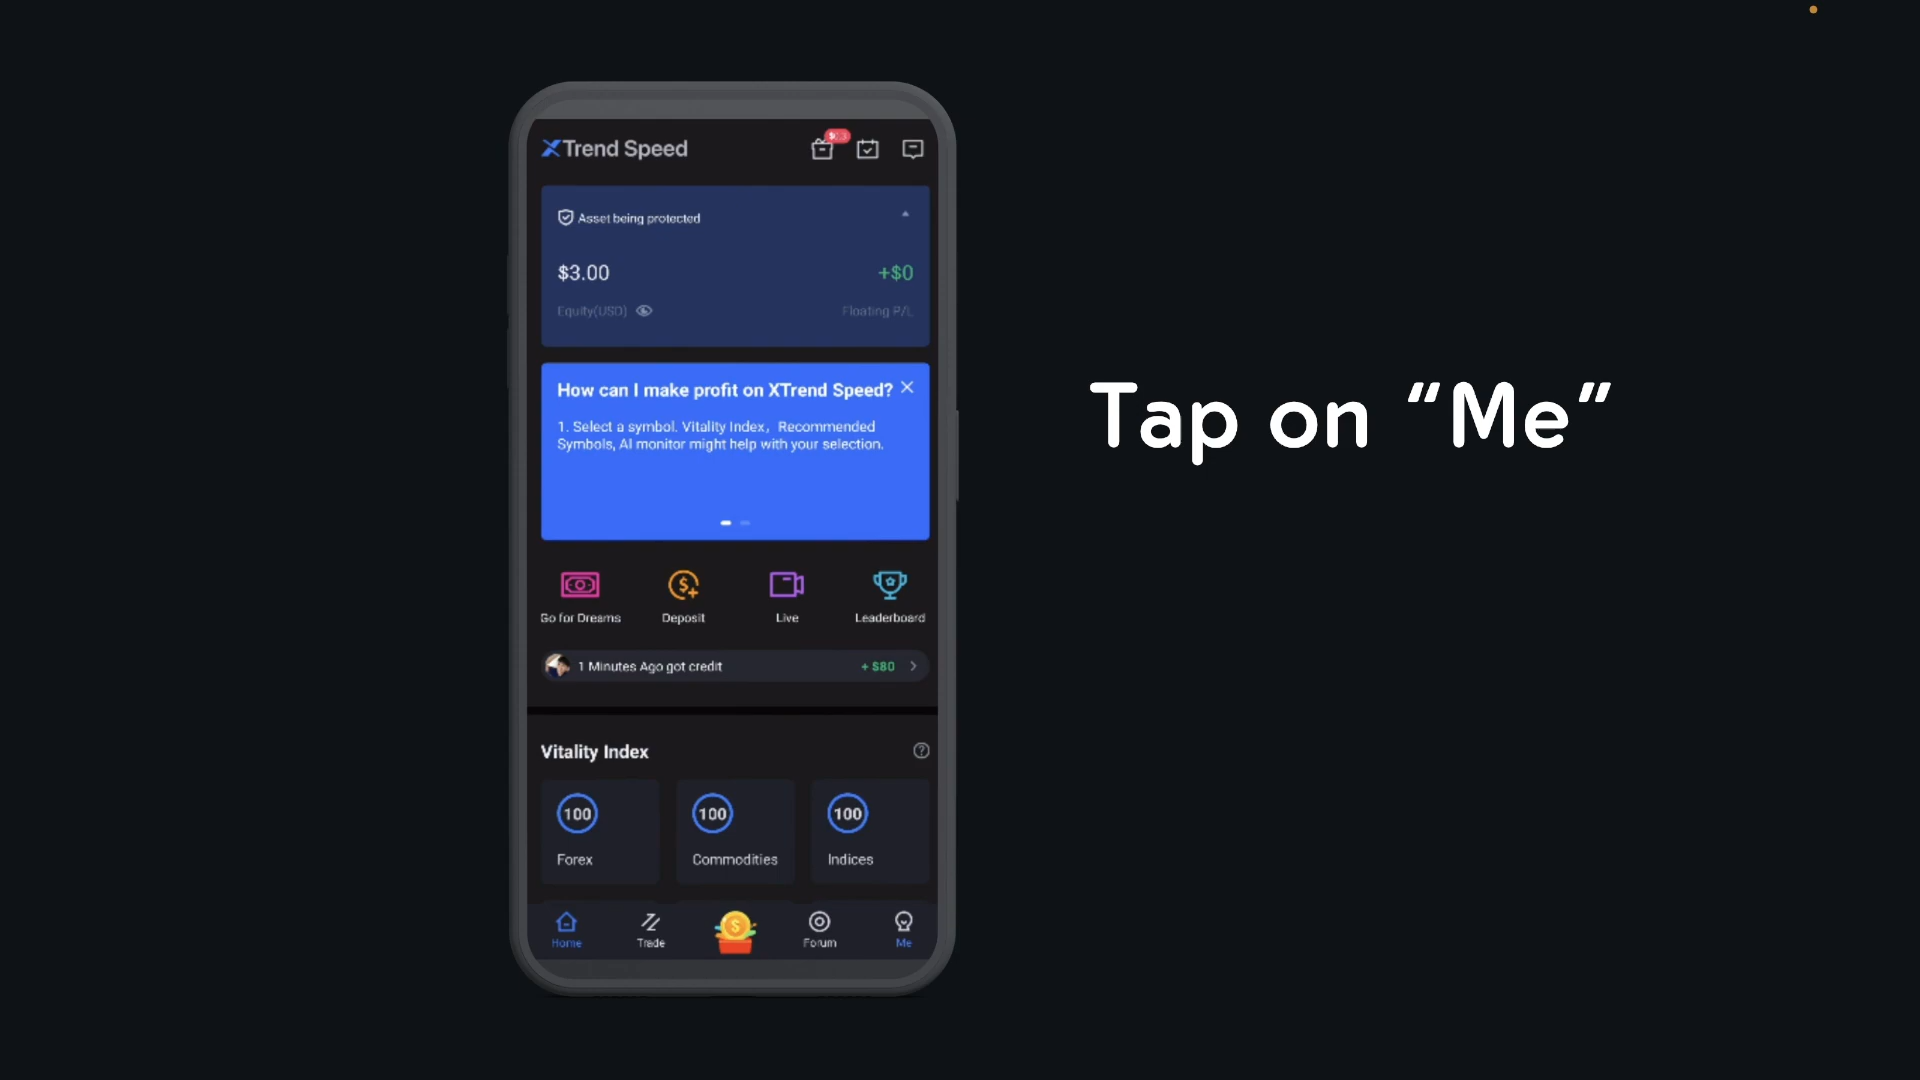 XTrend Speed
Asset being protected
$3.00
+$0
Equity(USD)
Floating P/L
How can I make profit on XTrend Speed?
1. Select a symbol. Vitality Index, Recommended
Symbols, AI monitor might help with your selection.
Go for Dreams
Deposit
Live
Leaderboard
1 Minutes Ago got credit
+ $80
Vitality Index
100
100
100
Forex
Commodities
Indices
Home
Trade
Forum
Me
Tap on “Me”